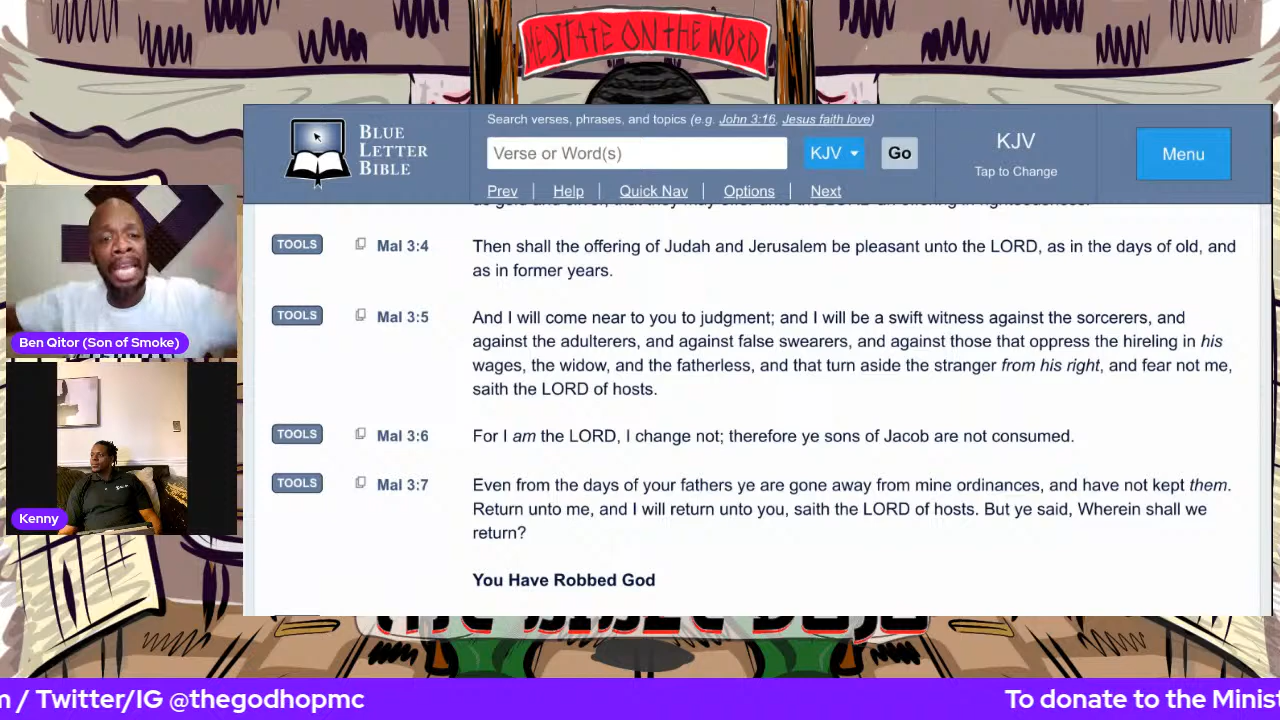 MEDITATE ON THE WORD
Search verses, phrases, and topics (e.g. John 3:16, Jesus faith love)
BLUE
LETTER
BIBLE
Verse or Word(s)
KJV
Go
KJV
Tap to Change
Menu
Prev
Help
Quick Nav
Options
Next
TOOLS
Mal 3:4
Then shall the offering of Judah and Jerusalem be pleasant unto the LORD, as in the days of old, and
as in former years.
TOOLS
Mal 3:5
And I will come near to you to judgment; and I will be a swift witness against the sorcerers, and
against the adulterers, and against false swearers, and against those that oppress the hireling in his
wages, the widow, and the fatherless, and that turn aside the stranger from his right, and fear not me,
saith the LORD of hosts.
TOOLS
Mal 3:6
For I am the LORD, I change not; therefore ye sons of Jacob are not consumed.
TOOLS
Mal 3:7
Even from the days of your fathers ye are gone away from mine ordinances, and have not kept them.
Return unto me, and I will return unto you, saith the LORD of hosts. But ye said, Wherein shall we
return?
You Have Robbed God
Ben Qitor (Son of Smoke)
Kenny
m / Twitter/IG @thegodhopmc
To donate to the Minist